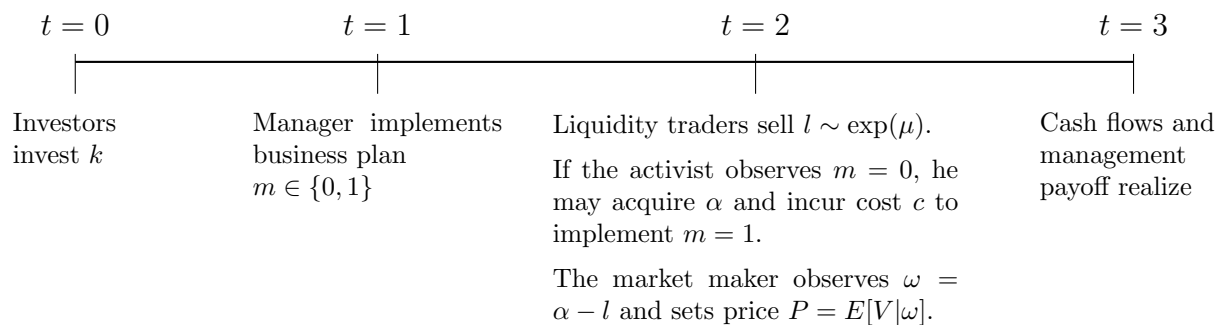 t = 0
t = 1
t = 2
t = 3
Investors
invest k
Manager implements
business plan
m ∈ {0, 1}
Liquidity traders sell l ∼ exp(μ).
If the activist observes m = 0, he
may acquire α and incur cost c to
implement m = 1.
The market maker observes ω =
α − l and sets price P = E[V|ω].
Cash flows and
management
payoff realize